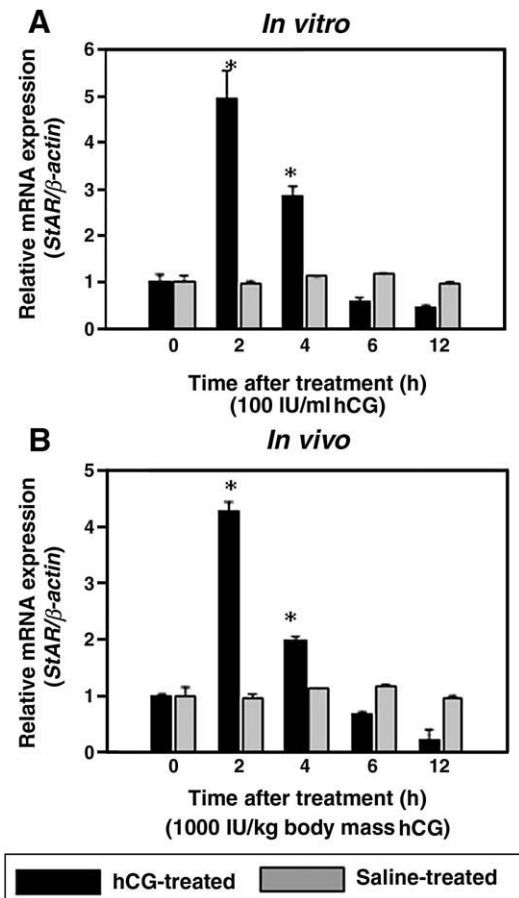 A
In vitro
Relative mRNA expression
(StAR/β-actin)
6
5
4
3
2
1
0
*
*
0 2 4 6 12
Time after treatment (h)
(100 IU/ml hCG)
B
In vivo
Relative mRNA expression
(StAR/β-actin)
5
4
3
2
1
0
*
*
0 2 4 6 12
Time after treatment (h)
(1000 IU/kg body mass hCG)
hCG-treated Saline-treated